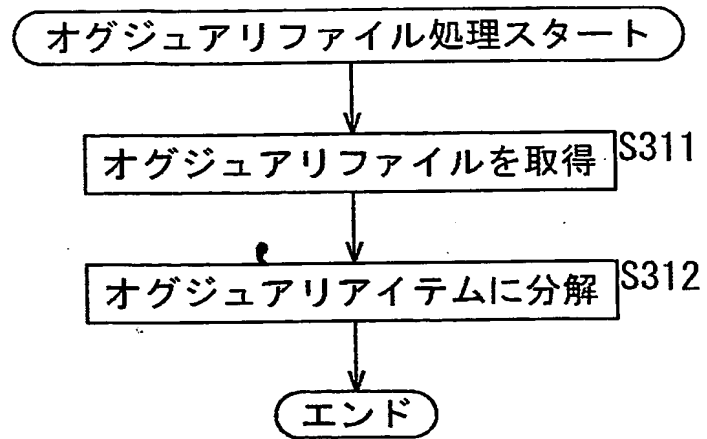 オグジュアリファイル処理スタート
オグジュアリファイルを取得
S311
オグジュアリアイテムに分解
S312
エンド